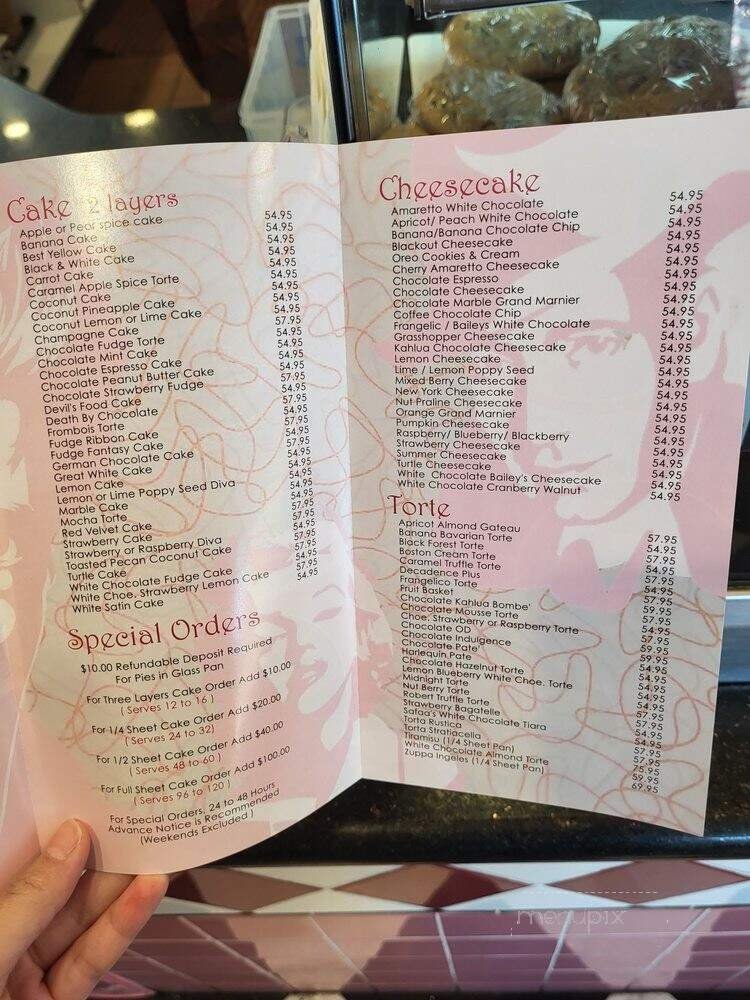 Cake 2 layers
Apple or Pear spice cake 54.95
Banana Cake 54.95
Best Yellow Cake 54.95
Black & White Cake 54.95
Carrot Cake 54.95
Caramel Apple Spice Torte 54.95
Coconut Cake 54.95
Coconut Pineapple Cake 54.95
Coconut Lemon or Lime Cake 54.95
Champagne Cake 57.95
Chocolate Fudge Torte 54.95
Chocolate Mint Cake 54.95
Chocolate Espresso Cake 54.95
Chocolate Peanut Butter Cake 54.95
Chocolate Strawberry Fudge 57.95
Devil's Food Cake 54.95
Death By Chocolate 57.95
Frombois Torte 54.95
Fudge Ribbon Cake 57.95
Fudge Fantasy Cake 57.95
German Chocolate Cake 54.95
Great White Cake 54.95
Lemon Cake 54.95
Lemon or Lime Poppy Seed Diva 54.95
Marble Cake 54.95
Mocha Torte 57.95
Red Velvet Cake 54.95
Strawberry Cake 57.95
Strawberry or Raspberry Diva 54.95
Toasted Pecan Coconut Cake 57.95
Turtle Cake 57.95
White Chocolate Fudge Cake 54.95
White Choe. Strawberry Lemon Cake 57.95
White Satin Cake 54.95
Special Orders
$10.00 Refundable Deposit Required
For Pies in Glass Pan
For Three Layers Cake Order Add $10.00
( Serves 12 to 16 )
For 1/4 Sheet Cake Order Add $20.00
( Serves 24 to 32)
For 1/2 Sheet Cake Order Add $40.00
( Serves 48 to 60 )
For Full Sheet Cake Order Add $100.00
( Serves 96 to 120 )
For Special Orders, 24 to 48 Hours
Advance Notice is Recommended
(Weekends Excluded )
Cheesecake
Amaretto White Chocolate 54.95
Apricot/ Peach White Chocolate 54.95
Banana/Banana Chocolate Chip 54.95
Blackout Cheesecake 54.95
Oreo Cookies & Cream 54.95
Cherry Amaretto Cheesecake 54.95
Chocolate Espresso 54.95
Chocolate Cheesecake 54.95
Chocolate Marble Grand Marnier 54.95
Coffee Chocolate Chip 54.95
Frangelic / Baileys White Chocolate 54.95
Grasshopper Cheesecake 54.95
Kahlua Chocolate Cheesecake 54.95
Lemon Cheesecake 54.95
Lime / Lemon Poppy Seed 54.95
Mixed Berry Cheesecake 54.95
New York Cheesecake 54.95
Nut Praline Cheesecake 54.95
Orange Grand Marnier 54.95
Pumpkin Cheesecake 54.95
Raspberry/ Blueberry/ Blackberry 54.95
Strawberry Cheesecake 54.95
Summer Cheesecake 54.95
Turtle Cheesecake 54.95
White Chocolate Bailey's Cheesecake 54.95
White Chocolate Cranberry Walnut 54.95
Torte
Apricot Almond Gateau 57.95
Banana Bavarian Torte 54.95
Black Forest Torte 57.95
Boston Cream Torte 54.95
Caramel Truffle Torte 57.95
Decadence Plus 54.95
Frangelico Torte 57.95
Fruit Basket 59.95
Chocolate Kahlua Bombe' 57.95
Chocolate Mousse Torte 54.95
Choe. Strawberry or Raspberry Torte 57.95
Chocolate OD 59.95
Chocolate Indulgence 59.95
Chocolate Pate' 54.95
Harlequin Pate 54.95
Chocolate Hazelnut Torte 54.95
Lemon Blueberry White Choe. Torte 54.95
Midnight Torte 57.95
Nut Berry Torte 57.95
Robert Truffle Torte 54.95
Strawberry Bagatelle 57.95
Safaa's White Chocolate Tiara 54.95
Torta Rustica 57.95
Torta Straticella 57.95
Tiramisu (1/4 Sheet Pan) 75.95
White Chocolate Almond Torte 59.95
Zuppa Ingeles (1/4 Sheet Pan) 69.95
menupix